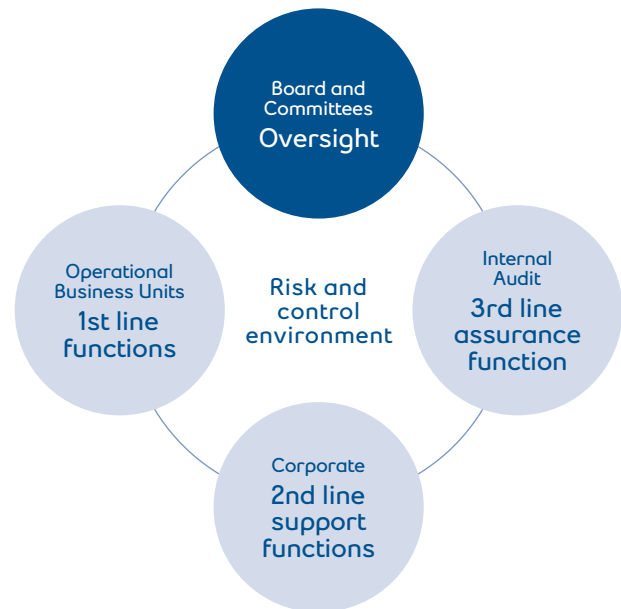 Board and
Committees
Oversight
Operational
Business Units
1st line
functions
Risk and
control
environment
Internal
Audit
3rd line
assurance
function
Corporate
2nd line
support
functions